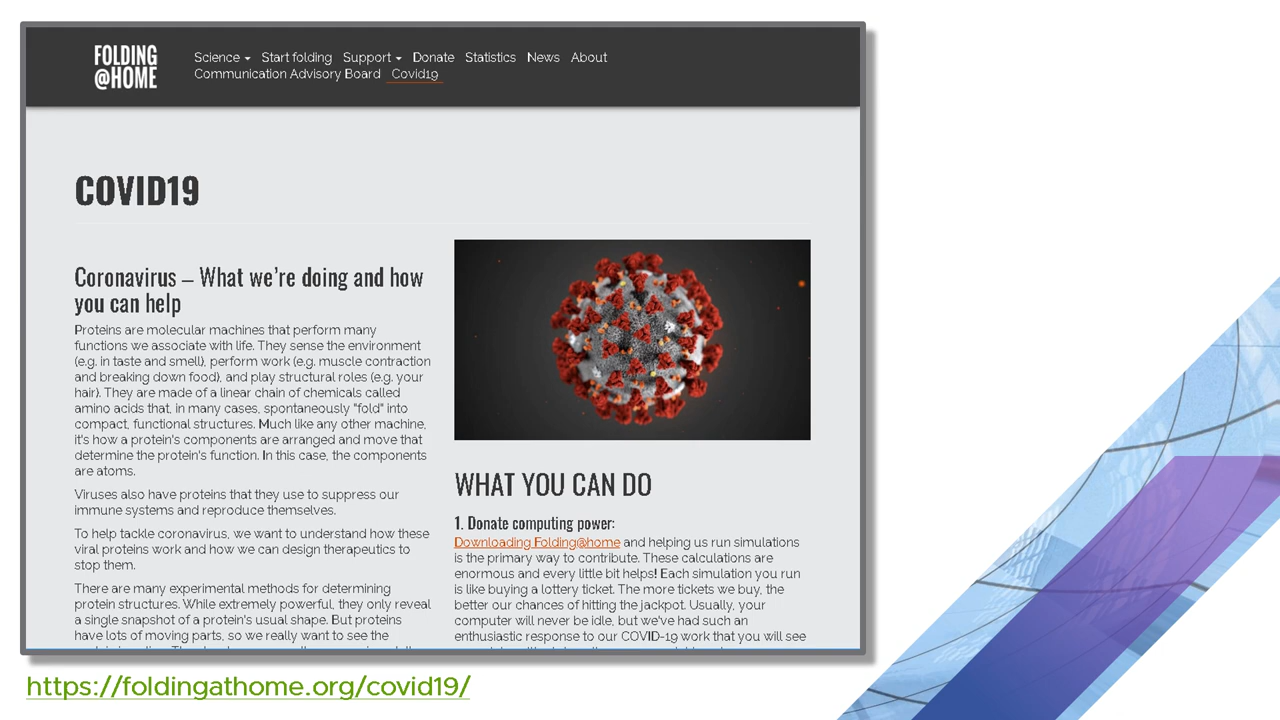 FOLDING
@HOME
Science Start folding Support Donate Statistics News About
Communication Advisory Board Covid19
COVID19
Coronavirus – What we're doing and how
you can help
Proteins are molecular machines that perform many
functions we associate with life. They sense the environment
(e.g. in taste and smell), perform work (e.g. muscle contraction
and breaking down food), and play structural roles (e.g. your
hair). They are made of a linear chain of chemicals called
amino acids that, in many cases, spontaneously "fold" into
compact, functional structures. Much like any other machine,
it's how a protein's components are arranged and move that
determine the protein's function. In this case, the components
are atoms.
Viruses also have proteins that they use to suppress our
immune systems and reproduce themselves.
To help tackle coronavirus, we want to understand how these
viral proteins work and how we can design therapeutics to
stop them.
There are many experimental methods for determining
protein structures. While extremely powerful, they only reveal
a single snapshot of a protein's usual shape. But proteins
have lots of moving parts, so we really want to see the
WHAT YOU CAN DO
1. Donate computing power:
Downloading Folding@home and helping us run simulations
is the primary way to contribute. These calculations are
enormous and every little bit helps! Each simulation you run
is like buying a lottery ticket. The more tickets we buy, the
better our chances of hitting the jackpot. Usually, your
computer will never be idle, but we've had such an
enthusiastic response to our COVID-19 work that you will see
https://foldingathome.org/covid19/